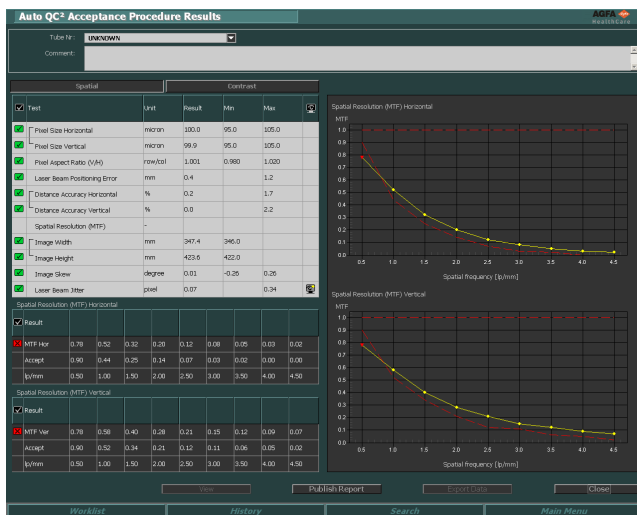 Auto QC² Acceptance Procedure Results
AGFA
HealthCare
Tube Nr: UNKNOWN
Comment:
Spatial Contrast
Test Unit Result Min Max
Pixel Size Horizontal micron 100.0 95.0 105.0
Pixel Size Vertical micron 99.9 95.0 105.0
Pixel Aspect Ratio (V/H) row/col 1.001 0.980 1.020
Laser Beam Positioning Error mm 0.4 1.2
Distance Accuracy Horizontal % 0.2 1.7
Distance Accuracy Vertical % 0.0 2.2
Spatial Resolution (MTF) -
Image Width mm 347.4 346.0
Image Height mm 423.6 422.0
Image Skew degree 0.01 -0.26 0.26
Laser Beam Jitter pixel 0.07 0.34
Spatial Resolution (MTF) Horizontal
Result
MTF Hor 0.78 0.52 0.32 0.20 0.12 0.08 0.05 0.03 0.02
Accept 0.90 0.44 0.25 0.14 0.07 0.03 0.02 0.00 0.00
lp/mm 0.50 1.00 1.50 2.00 2.50 3.00 3.50 4.00 4.50
Spatial Resolution (MTF) Vertical
Result
MTF Ver 0.78 0.58 0.40 0.28 0.21 0.15 0.12 0.09 0.07
Accept 0.90 0.52 0.34 0.21 0.12 0.11 0.06 0.05 0.02
lp/mm 0.50 1.00 1.50 2.00 2.50 3.00 3.50 4.00 4.50
Spatial Resolution (MTF) Horizontal
MTF
1.0
0.9
0.8
0.7
0.6
0.5
0.4
0.3
0.2
0.1
0.0
0.5 1.0 1.5 2.0 2.5 3.0 3.5 4.0 4.5
Spatial frequency [lp/mm]
Spatial Resolution (MTF) Vertical
MTF
1.0
0.9
0.8
0.7
0.6
0.5
0.4
0.3
0.2
0.1
0.0
0.5 1.0 1.5 2.0 2.5 3.0 3.5 4.0 4.5
Spatial frequency [lp/mm]
View Publish Report Export Data Close
Worklist History Search Main Menu